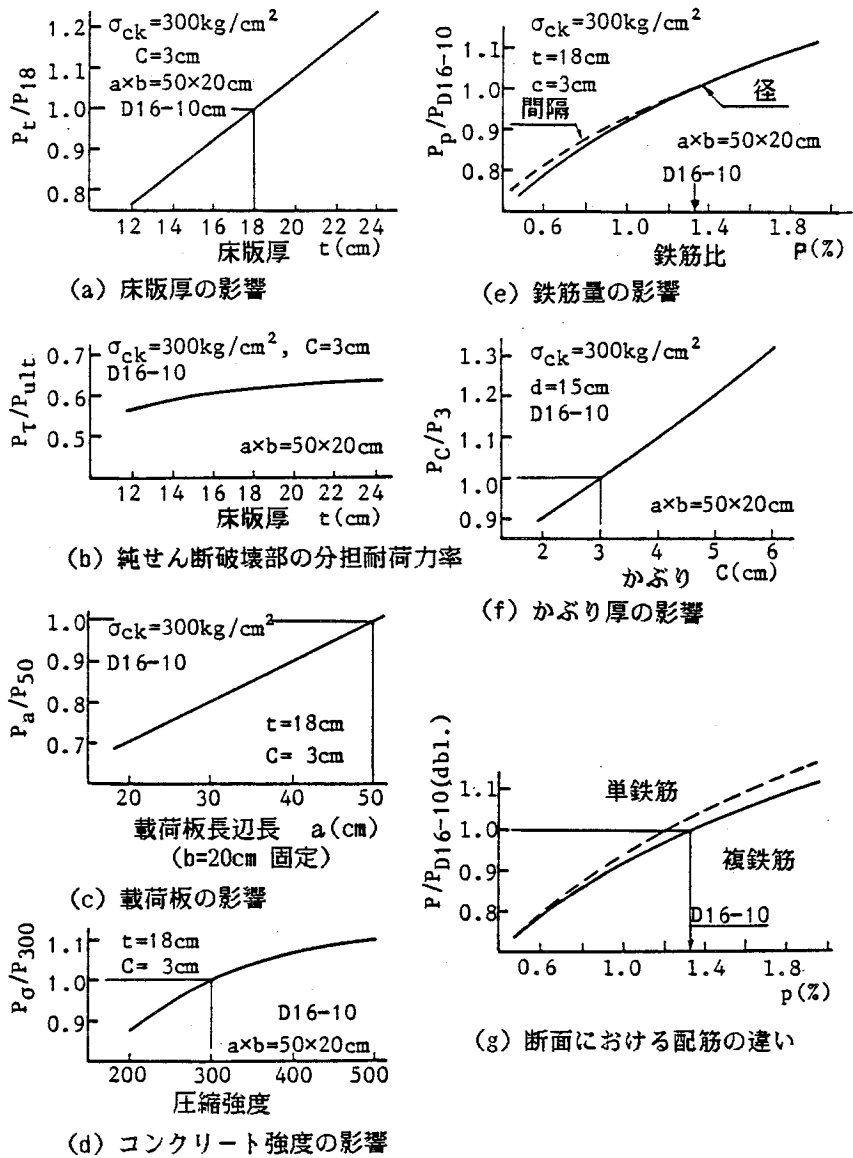 1.2
1.1
1.0
0.9
0.8
Pt/P18
σck=300kg/cm²
C=3cm
a×b=50×20cm
D16-10cm
12 14 16 18 20 22 24
床版厚 t(cm)
(a) 床版厚の影響
0.7
0.6
0.5
Pτ/Pult
σck=300kg/cm², C=3cm
D16-10
a×b=50×20cm
12 14 16 18 20 22 24
床版厚 t(cm)
(b) 純せん断破壊部の分担耐荷力率
1.0
0.9
0.8
0.7
Pa/P50
σck=300kg/cm²
D16-10
t=18cm
C= 3cm
20 30 40 50
載荷板長辺長 a(cm)
(b=20cm 固定)
(c) 載荷板の影響
1.1
1.0
0.9
Pσ/P300
t=18cm
C= 3cm
D16-10
a×b=50×20cm
200 300 400 500
圧縮強度
(d) コンクリート強度の影響
1.1
1.0
0.9
0.8
Pp/PD16-10
σck=300kg/cm²
t=18cm
c=3cm
間隔
径
a×b=50×20cm
D16-10
0.6 1.0 1.4 1.8
鉄筋比 P(%)
(e) 鉄筋量の影響
1.3
1.2
1.1
1.0
0.9
PC/P3
σck=300kg/cm²
d=15cm
D16-10
a×b=50×20cm
2 3 4 5 6
かぶり C(cm)
(f) かぶり厚の影響
1.1
1.0
0.9
0.8
P/PD16-10(dbl.)
単鉄筋
複鉄筋
D16-10
0.6 1.0 1.4 1.8
p(%)
(g) 断面における配筋の違い